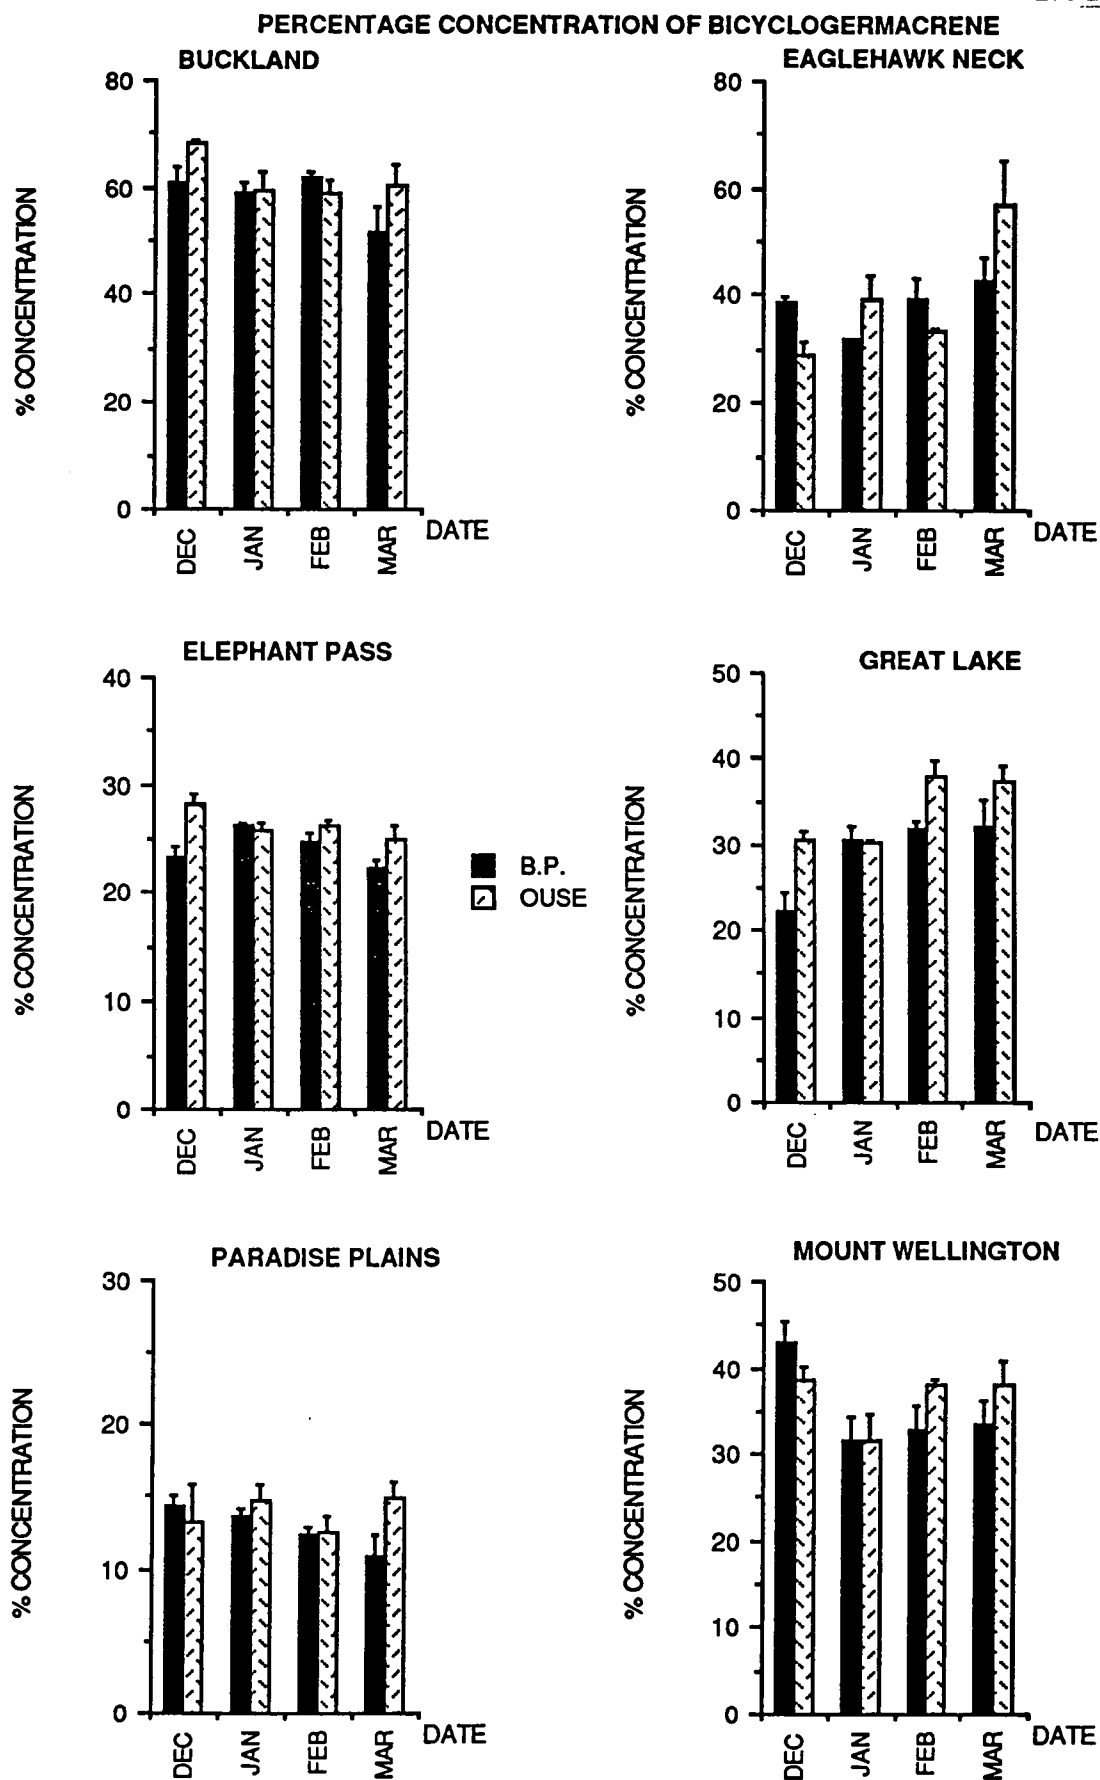 PERCENTAGE CONCENTRATION OF BICYCLOGERMACRENE
BUCKLAND
% CONCENTRATION
80
60
40
20
0
DEC
JAN
FEB
MAR
DATE
EAGLEHAWK NECK
% CONCENTRATION
80
60
40
20
0
DEC
JAN
FEB
MAR
DATE
ELEPHANT PASS
% CONCENTRATION
40
30
20
10
0
DEC
JAN
FEB
MAR
DATE
B.P.
OUSE
GREAT LAKE
% CONCENTRATION
50
40
30
20
10
0
DEC
JAN
FEB
MAR
DATE
PARADISE PLAINS
% CONCENTRATION
30
20
10
0
DEC
JAN
FEB
MAR
DATE
MOUNT WELLINGTON
% CONCENTRATION
50
40
30
20
10
0
DEC
JAN
FEB
MAR
DATE